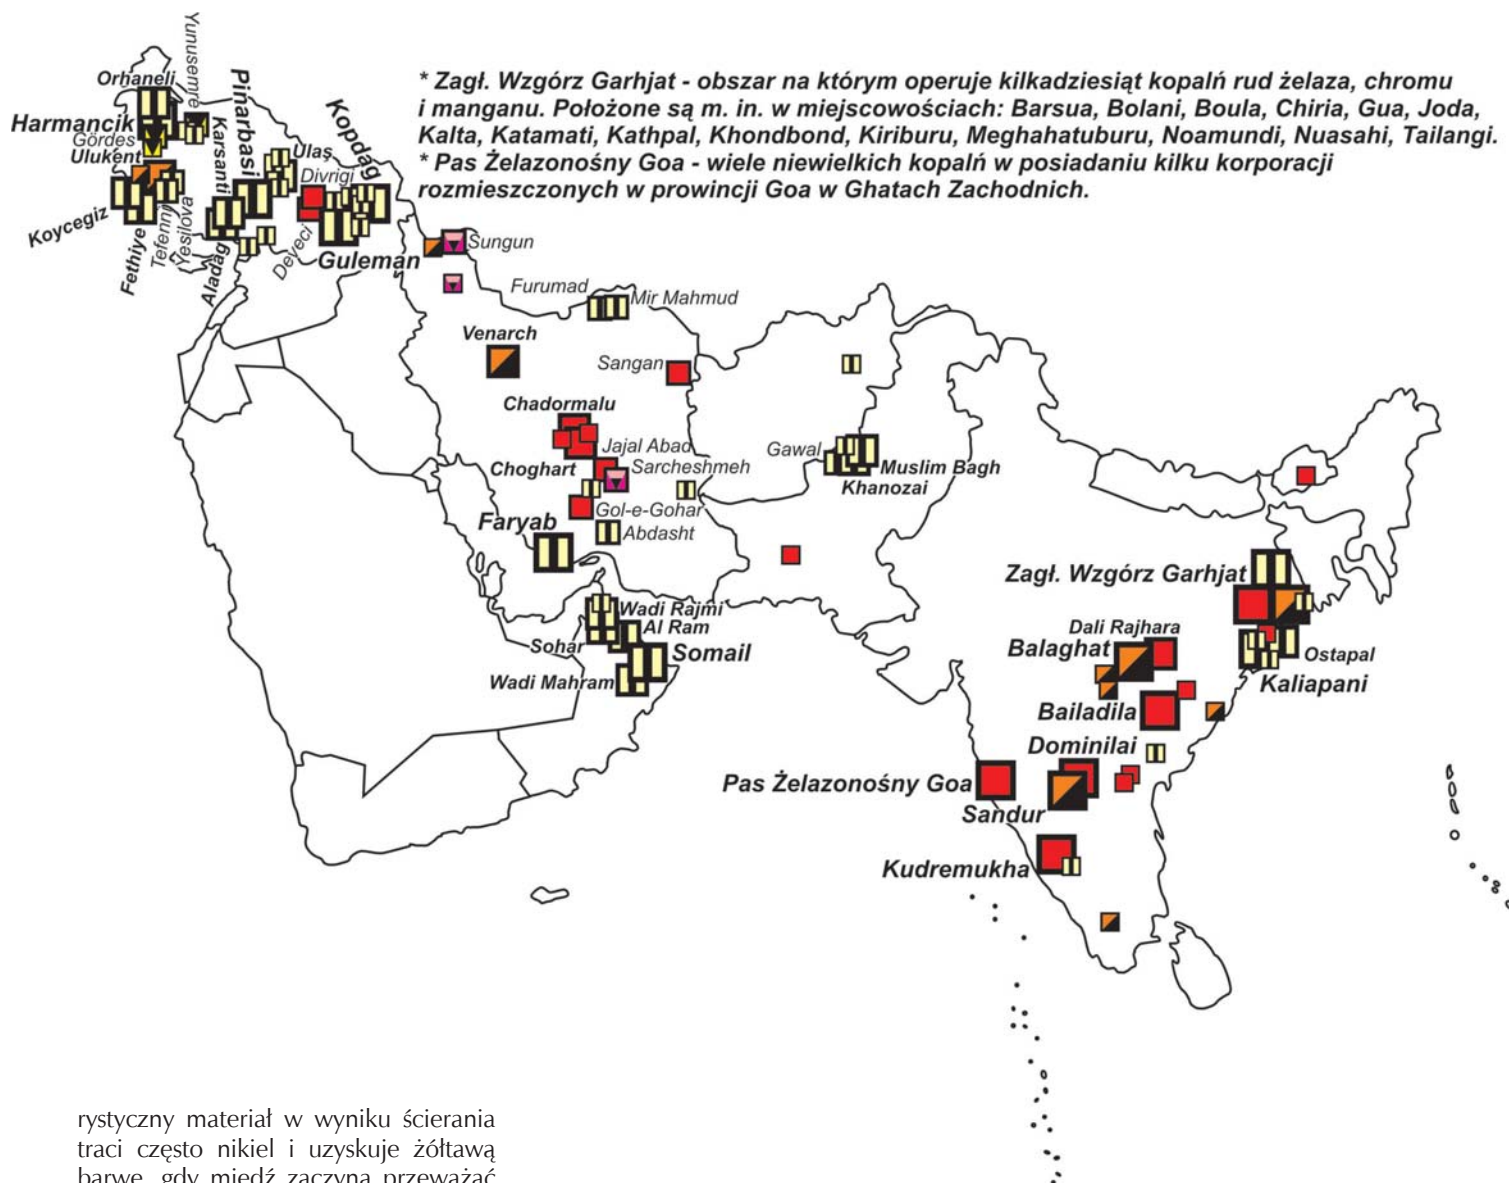 * Zagł. Wzgórz Garhjat - obszar na którym operuje kilkadziesiąt kopalń rud żelaza, chromu
i manganu. Położone są m. in. w miejscowościach: Barsua, Bolani, Boula, Chiria, Gua, Joda,
Kalta, Katamati, Kathpal, Khondbond, Kiriburu, Meghahatuburu, Noamundi, Nuasahi, Tailangi.
* Pas Żelazonośny Goa - wiele niewielkich kopalń w posiadaniu kilku korporacji
rozmieszczonych w prowincji Goa w Ghatach Zachodnich.
Yunusemre
Orhaneli
Harmancik
Gördes
Ulukent
Karsanti
Pinarbasi
Ulaş
Kopdag
Divrigi
Koycegiz
Fethiye
Tefenni
Yesilova
Aladag
Deveci
Guleman
Sungun
Furumad
Mir Mahmud
Venarch
Sangan
Chadormalu
Jajal Abad
Choghart
Sarcheshmeh
Gol-e-Gohar
Faryab
Abdasht
Gawal
Muslim Bagh
Khanozai
Wadi Rajmi
Al Ram
Sohar
Somail
Wadi Mahram
Zagł. Wzgórz Garhjat
Dali Rajhara
Balaghat
Ostapal
Kaliapani
Bailadila
Dominilai
Pas Żelazonośny Goa
Sandur
Kudremukha
rystyczny materiał w wyniku ścierania
traci często nikiel i uzyskuje żółtawą
barwę, gdy miedź zaczyna przeważać